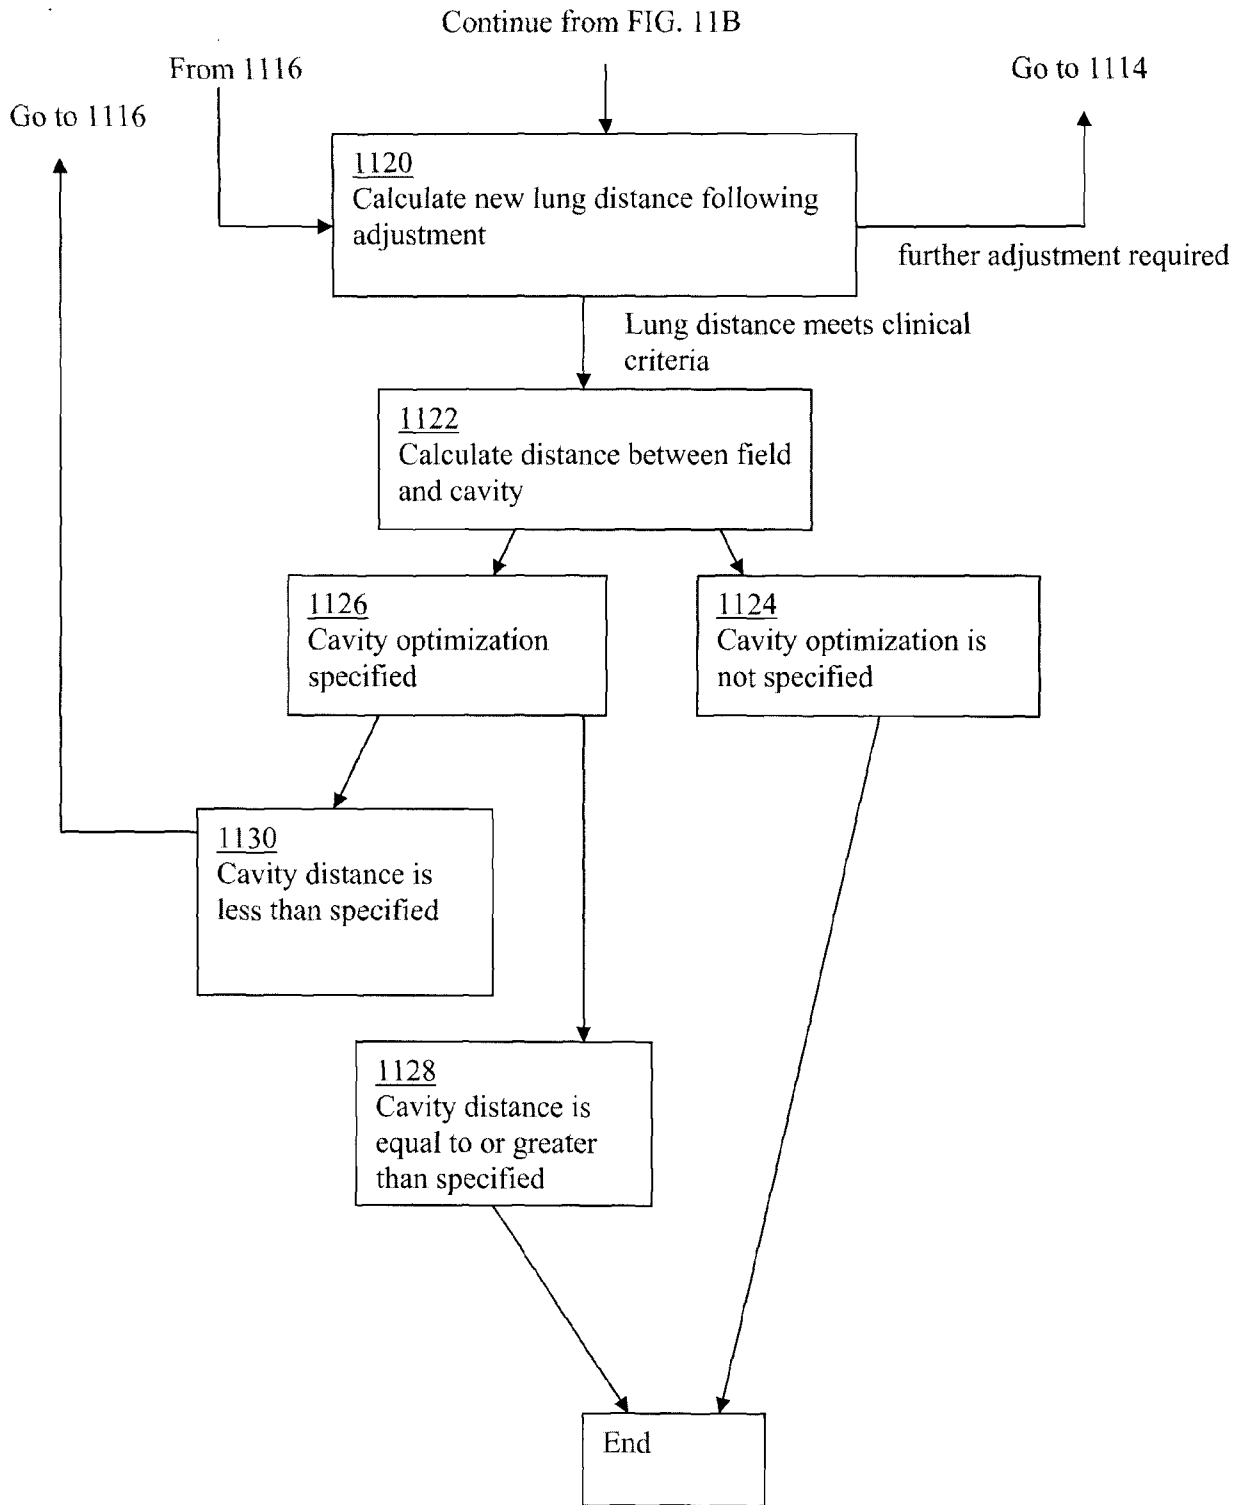 Continue from FIG. 11B
From 1116
Go to 1114
Go to 1116
1120
Calculate new lung distance following
adjustment
further adjustment required
Lung distance meets clinical
criteria
1122
Calculate distance between field
and cavity
1126
Cavity optimization
specified
1124
Cavity optimization is
not specified
1130
Cavity distance is
less than specified
1128
Cavity distance is
equal to or greater
than specified
End